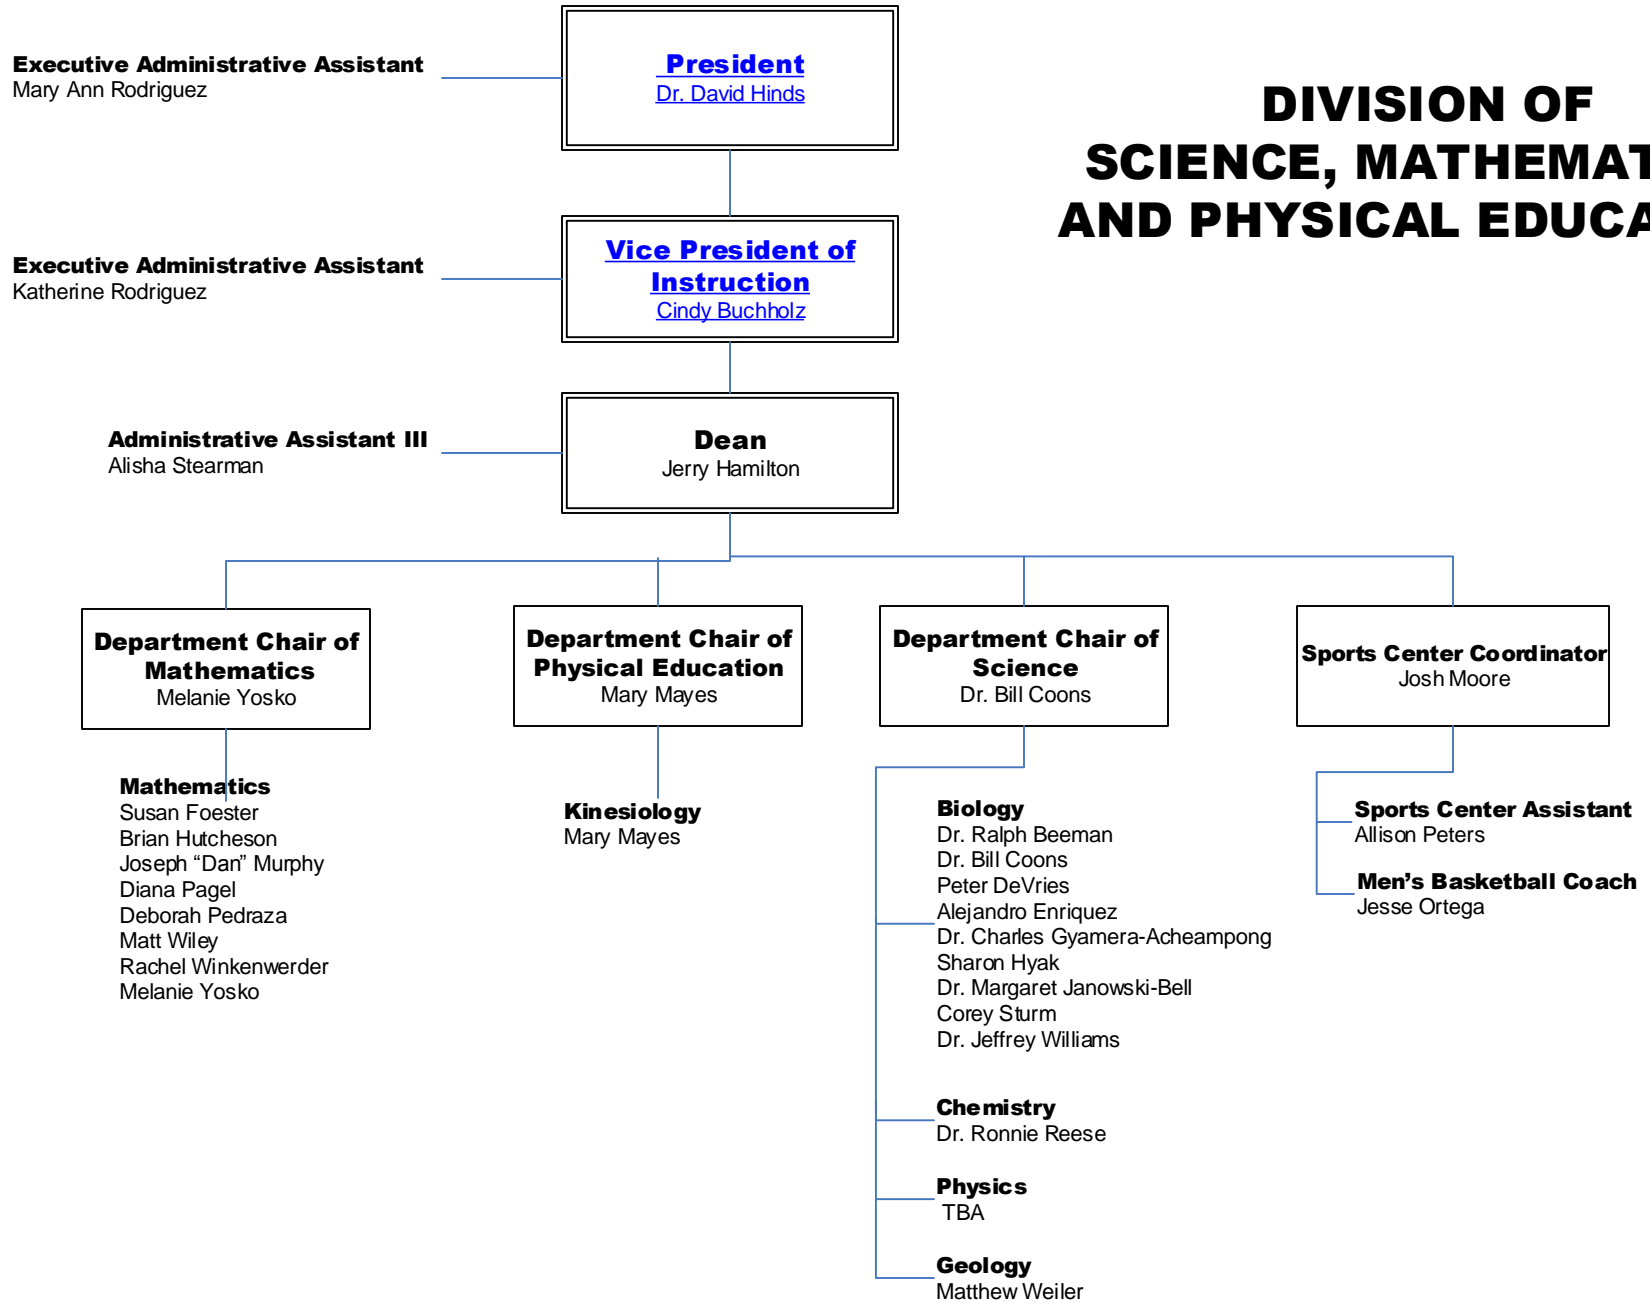 Executive Administrative Assistant
Mary Ann Rodriguez
President
Dr. David Hinds
DIVISION OF
SCIENCE, MATHEMAT
AND PHYSICAL EDUCA
Executive Administrative Assistant
Katherine Rodriguez
Vice President of
Instruction
Cindy Buchholz
Administrative Assistant III
Alisha Stearman
Dean
Jerry Hamilton
Department Chair of
Mathematics
Melanie Yosko
Department Chair of
Physical Education
Mary Mayes
Department Chair of
Science
Dr. Bill Coons
Sports Center Coordinator
Josh Moore
Mathematics
Susan Foester
Brian Hutcheson
Joseph “Dan” Murphy
Diana Pagel
Deborah Pedraza
Matt Wiley
Rachel Winkenwerder
Melanie Yosko
Kinesiology
Mary Mayes
Biology
Dr. Ralph Beeman
Dr. Bill Coons
Peter DeVries
Alejandro Enriquez
Dr. Charles Gyamera-Acheampong
Sharon Hyak
Dr. Margaret Janowski-Bell
Corey Sturm
Dr. Jeffrey Williams
Chemistry
Dr. Ronnie Reese
Physics
TBA
Geology
Matthew Weiler
Sports Center Assistant
Allison Peters
Men’s Basketball Coach
Jesse Ortega